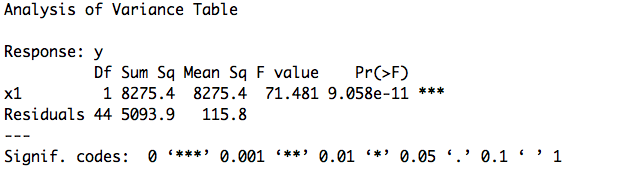 Analysis of Variance Table
Response: y
Df Sum Sq Mean Sq F value Pr(>F)
x1 1 8275.4 8275.4 71.481 9.058e-11 ***
Residuals 44 5093.9 115.8
---
Signif. codes: 0 ‘***’ 0.001 ‘**’ 0.01 ‘*’ 0.05 ‘.’ 0.1 ‘ ’ 1